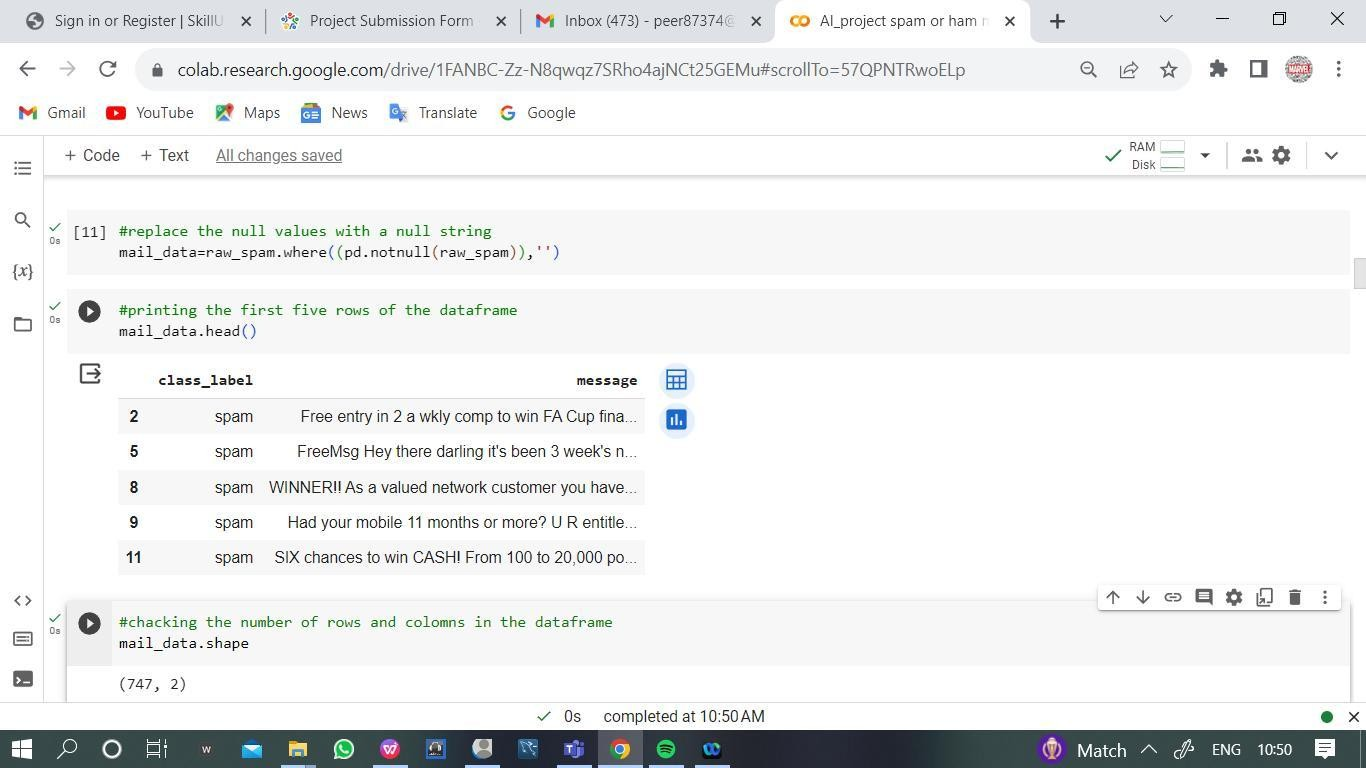 Sign in or Register | SkillU
Project Submission Form
Inbox (473) - peer87374@
AI_project spam or ham m
colab.research.google.com/drive/1FANBC-Zz-N8qwqz7SRho4ajNCt25GEMu#scrollTo=57QPNTRwoELp
Gmail YouTube Maps News Translate Google
+ Code + Text All changes saved
RAM
Disk
[11] #replace the null values with a null string
0s
mail_data=raw_spam.where((pd.notnull(raw_spam)),'')
{x}
#printing the first five rows of the dataframe
0s
mail_data.head()
class_label message
2 spam Free entry in 2 a wkly comp to win FA Cup fina...
5 spam FreeMsg Hey there darling it's been 3 week's n...
8 spam WINNER!! As a valued network customer you have...
9 spam Had your mobile 11 months or more? U R entitle...
11 spam SIX chances to win CASH! From 100 to 20,000 po...
#chacking the number of rows and colomns in the dataframe
0s
mail_data.shape
(747, 2)
0s completed at 10:50 AM
Match ENG 10:50